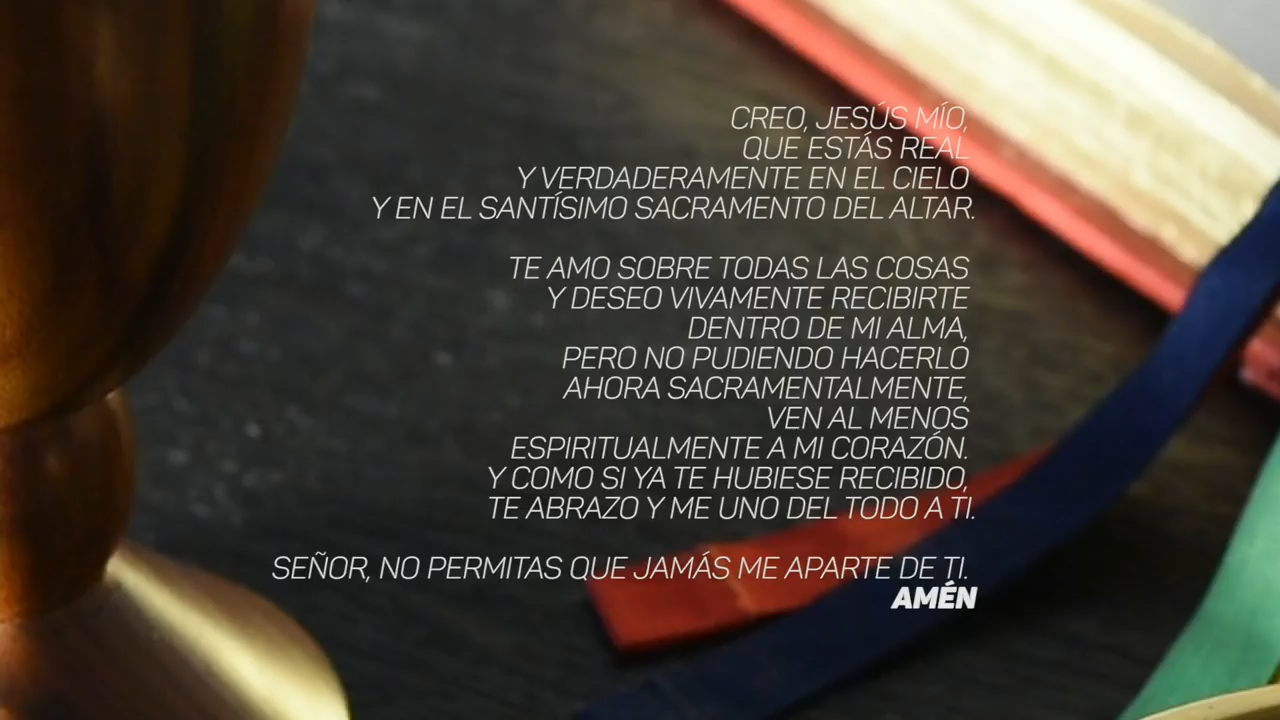 CREO, JESÚS MÍO,
QUE ESTÁS REAL
Y VERDADERAMENTE EN EL CIELO
Y EN EL SANTÍSIMO SACRAMENTO DEL ALTAR.
TE AMO SOBRE TODAS LAS COSAS
Y DESEO VIVAMENTE RECIBIRTE
DENTRO DE MI ALMA,
PERO NO PUDIENDO HACERLO
AHORA SACRAMENTALMENTE,
VEN AL MENOS
ESPIRITUALMENTE A MI CORAZÓN.
Y COMO SI YA TE HUBIESE RECIBIDO,
TE ABRAZO Y ME UNO DEL TODO A TI.
SEÑOR, NO PERMITAS QUE JAMÁS ME APARTE DE TI.
AMÉN